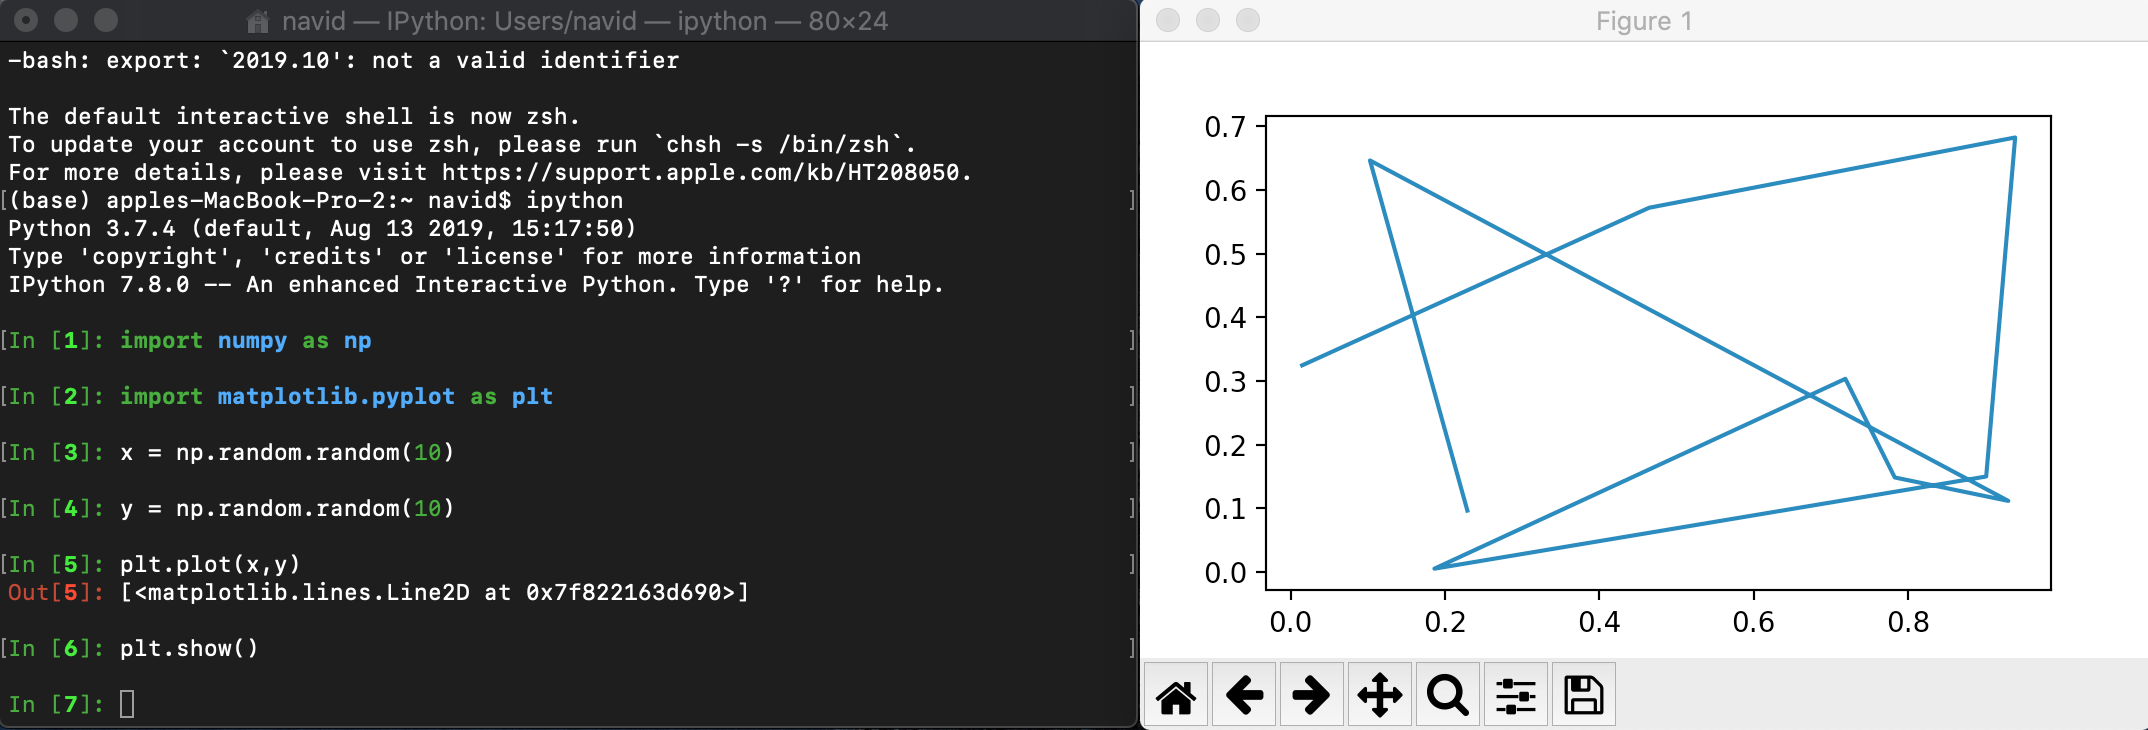 navid — IPython: Users/navid — ipython — 80×24
-bash: export: `2019.10': not a valid identifier
The default interactive shell is now zsh.
To update your account to use zsh, please run `chsh -s /bin/zsh`.
For more details, please visit https://support.apple.com/kb/HT208050.
[(base) apples-MacBook-Pro-2:~ navid$ ipython ]
Python 3.7.4 (default, Aug 13 2019, 15:17:50)
Type 'copyright', 'credits' or 'license' for more information
IPython 7.8.0 -- An enhanced Interactive Python. Type '?' for help.
[In [1]: import numpy as np ]
[In [2]: import matplotlib.pyplot as plt ]
[In [3]: x = np.random.random(10) ]
[In [4]: y = np.random.random(10) ]
[In [5]: plt.plot(x,y) ]
Out[5]: [<matplotlib.lines.Line2D at 0x7f822163d690>]
[In [6]: plt.show() ]
In [7]:
Figure 1
0.7
0.6
0.5
0.4
0.3
0.2
0.1
0.0
0.0 0.2 0.4 0.6 0.8